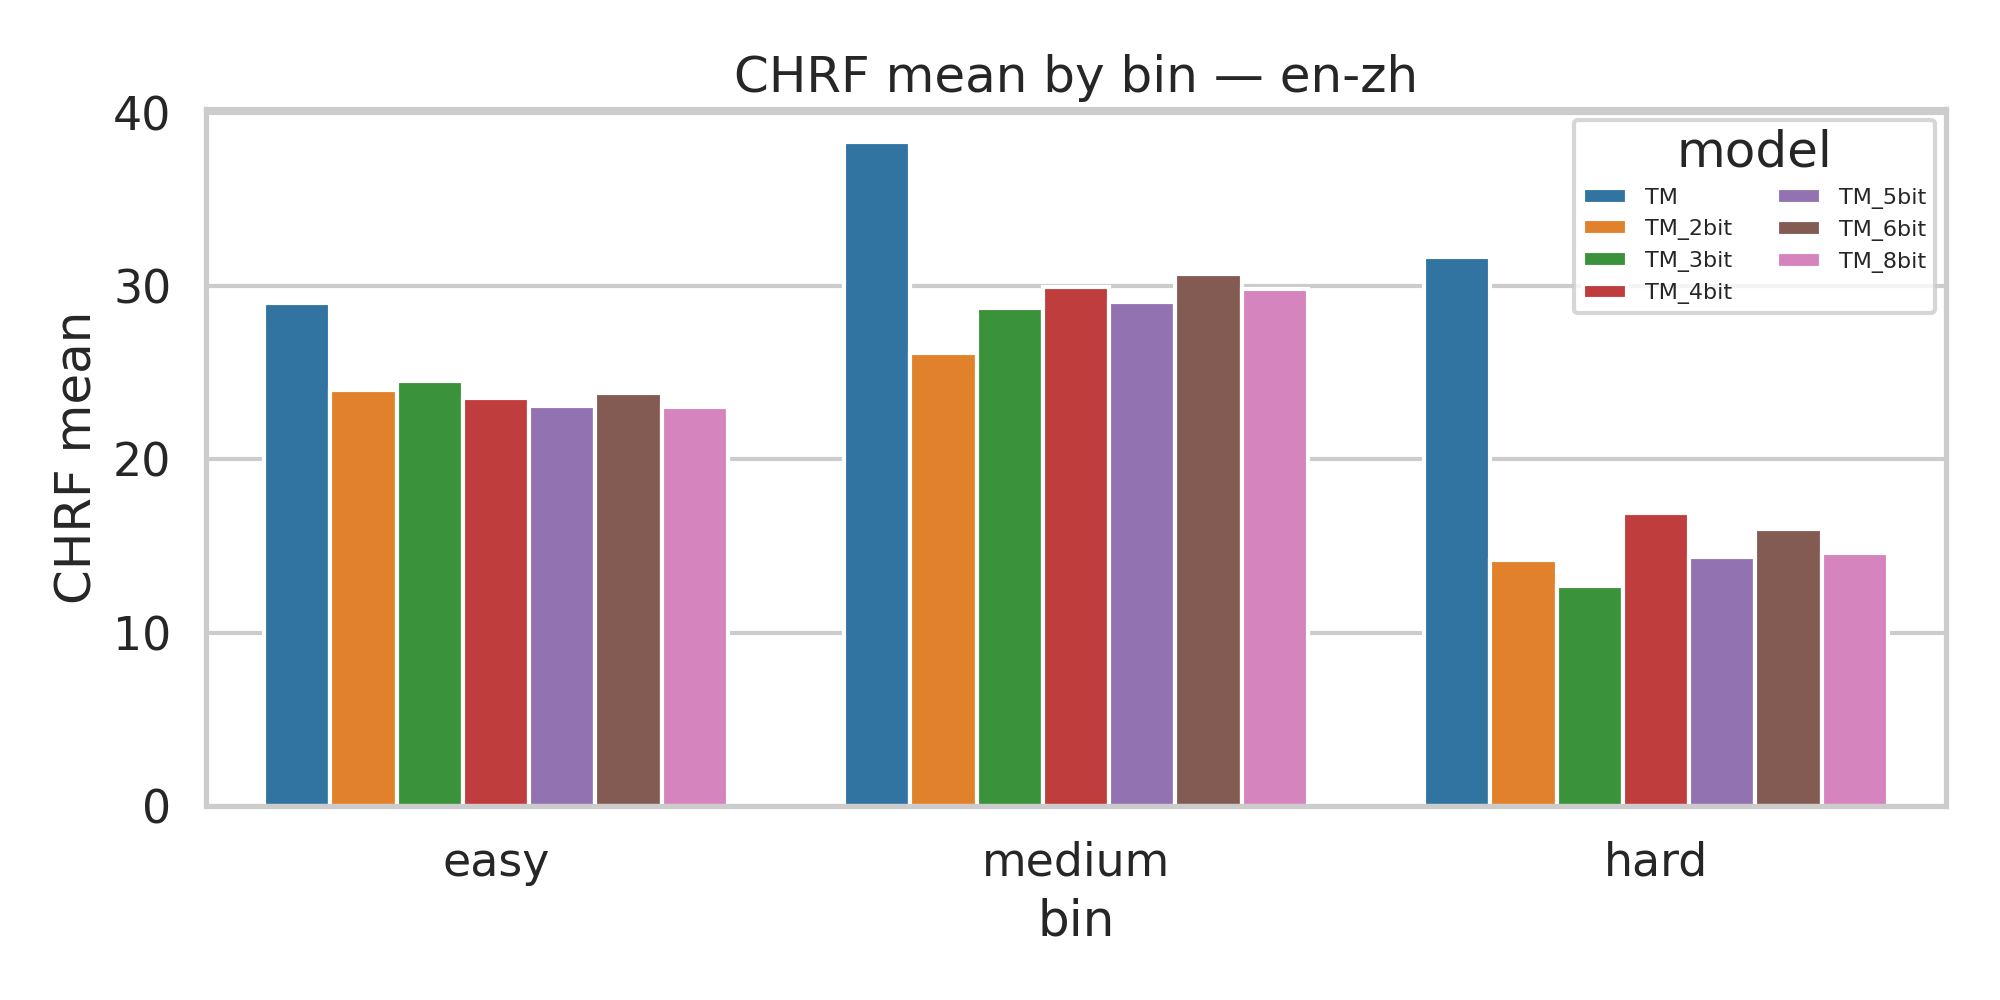 CHRF mean by bin — en-zh
CHRF mean
40
30
20
10
0
model
TM
TM_2bit
TM_3bit
TM_4bit
TM_5bit
TM_6bit
TM_8bit
easy
medium
hard
bin